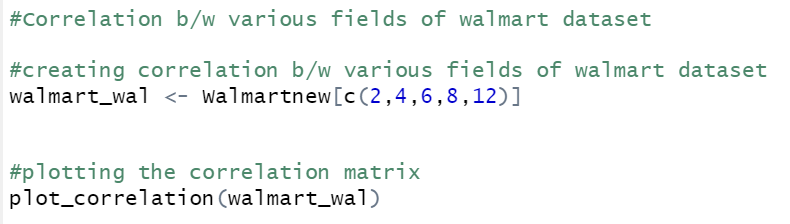 #Correlation b/w various fields of walmart dataset
#creating correlation b/w various fields of walmart dataset
walmart_wal <- Walmartnew[c(2,4,6,8,12)]
#plotting the correlation matrix
plot_correlation(walmart_wal)